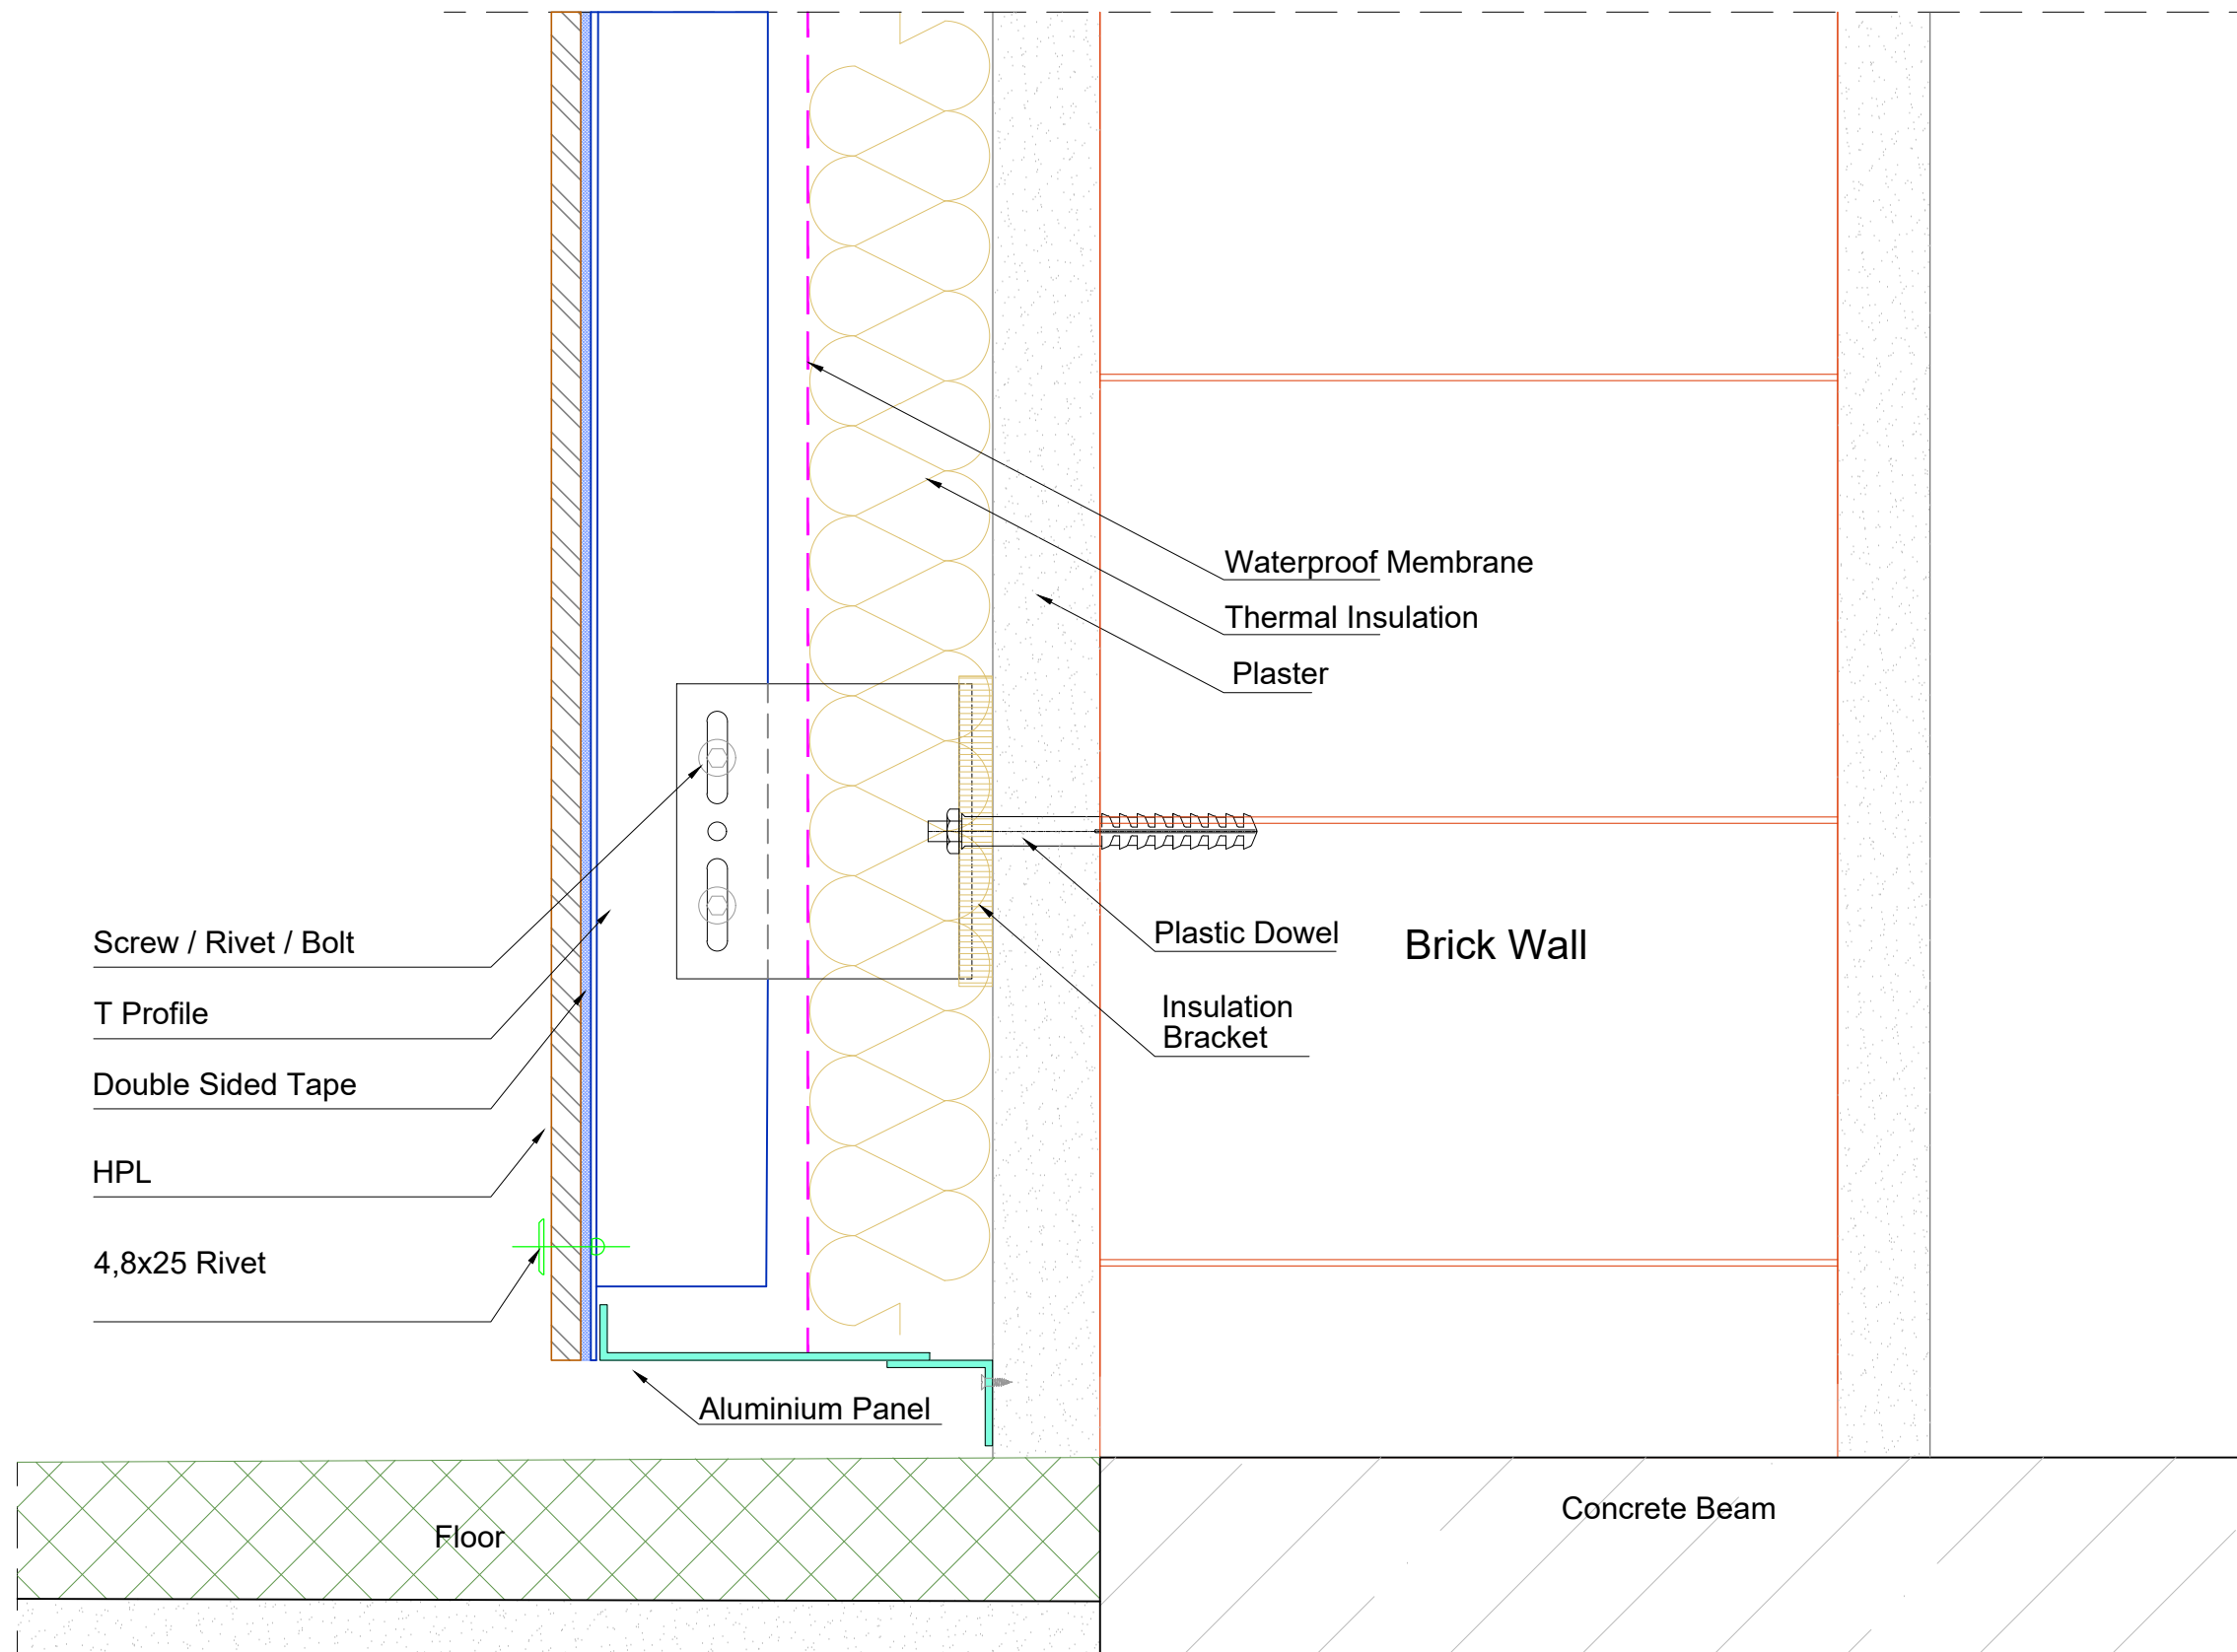 Waterproof Membrane
Thermal Insulation
Plaster
Screw / Rivet / Bolt
T Profile
Double Sided Tape
HPL
4,8x25 Rivet
Plastic Dowel
Brick Wall
Insulation
Bracket
Aluminium Panel
Floor
Concrete Beam